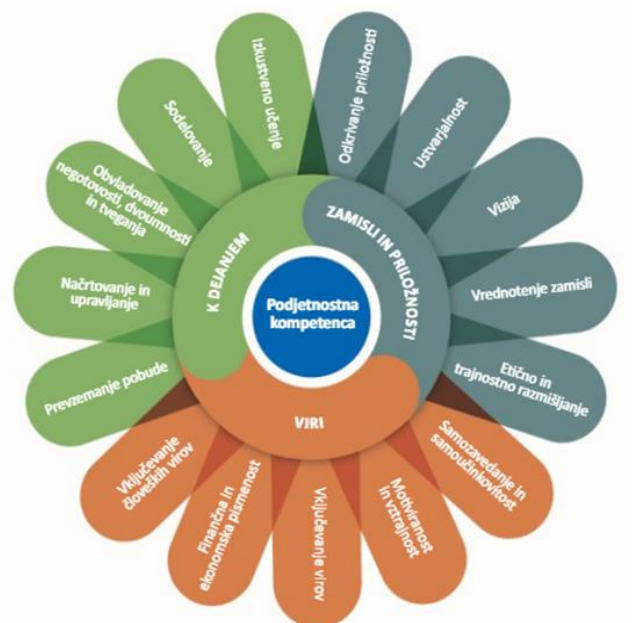 Podjetnostna
kompetenca
ZAMISLI IN PRILOŽNOSTI
Odkrivanje priložnosti
Ustvarjalnost
Vizija
Vrednotenje zamisli
Etično in
trajnostno razmišljanje
VIRI
Samozavedanje in
samoučinkovitost
Motiviranost
in vztrajnost
Vključevanje virov
Finančna in
ekonomska pismenost
Vključevanje
človeških virov
K DEJANJEM
Prevzemanje pobude
Načrtovanje in
upravljanje
Obvladovanje
negotovosti, dvoumnosti
in tveganja
Sodelovanje
Izkustveno učenje